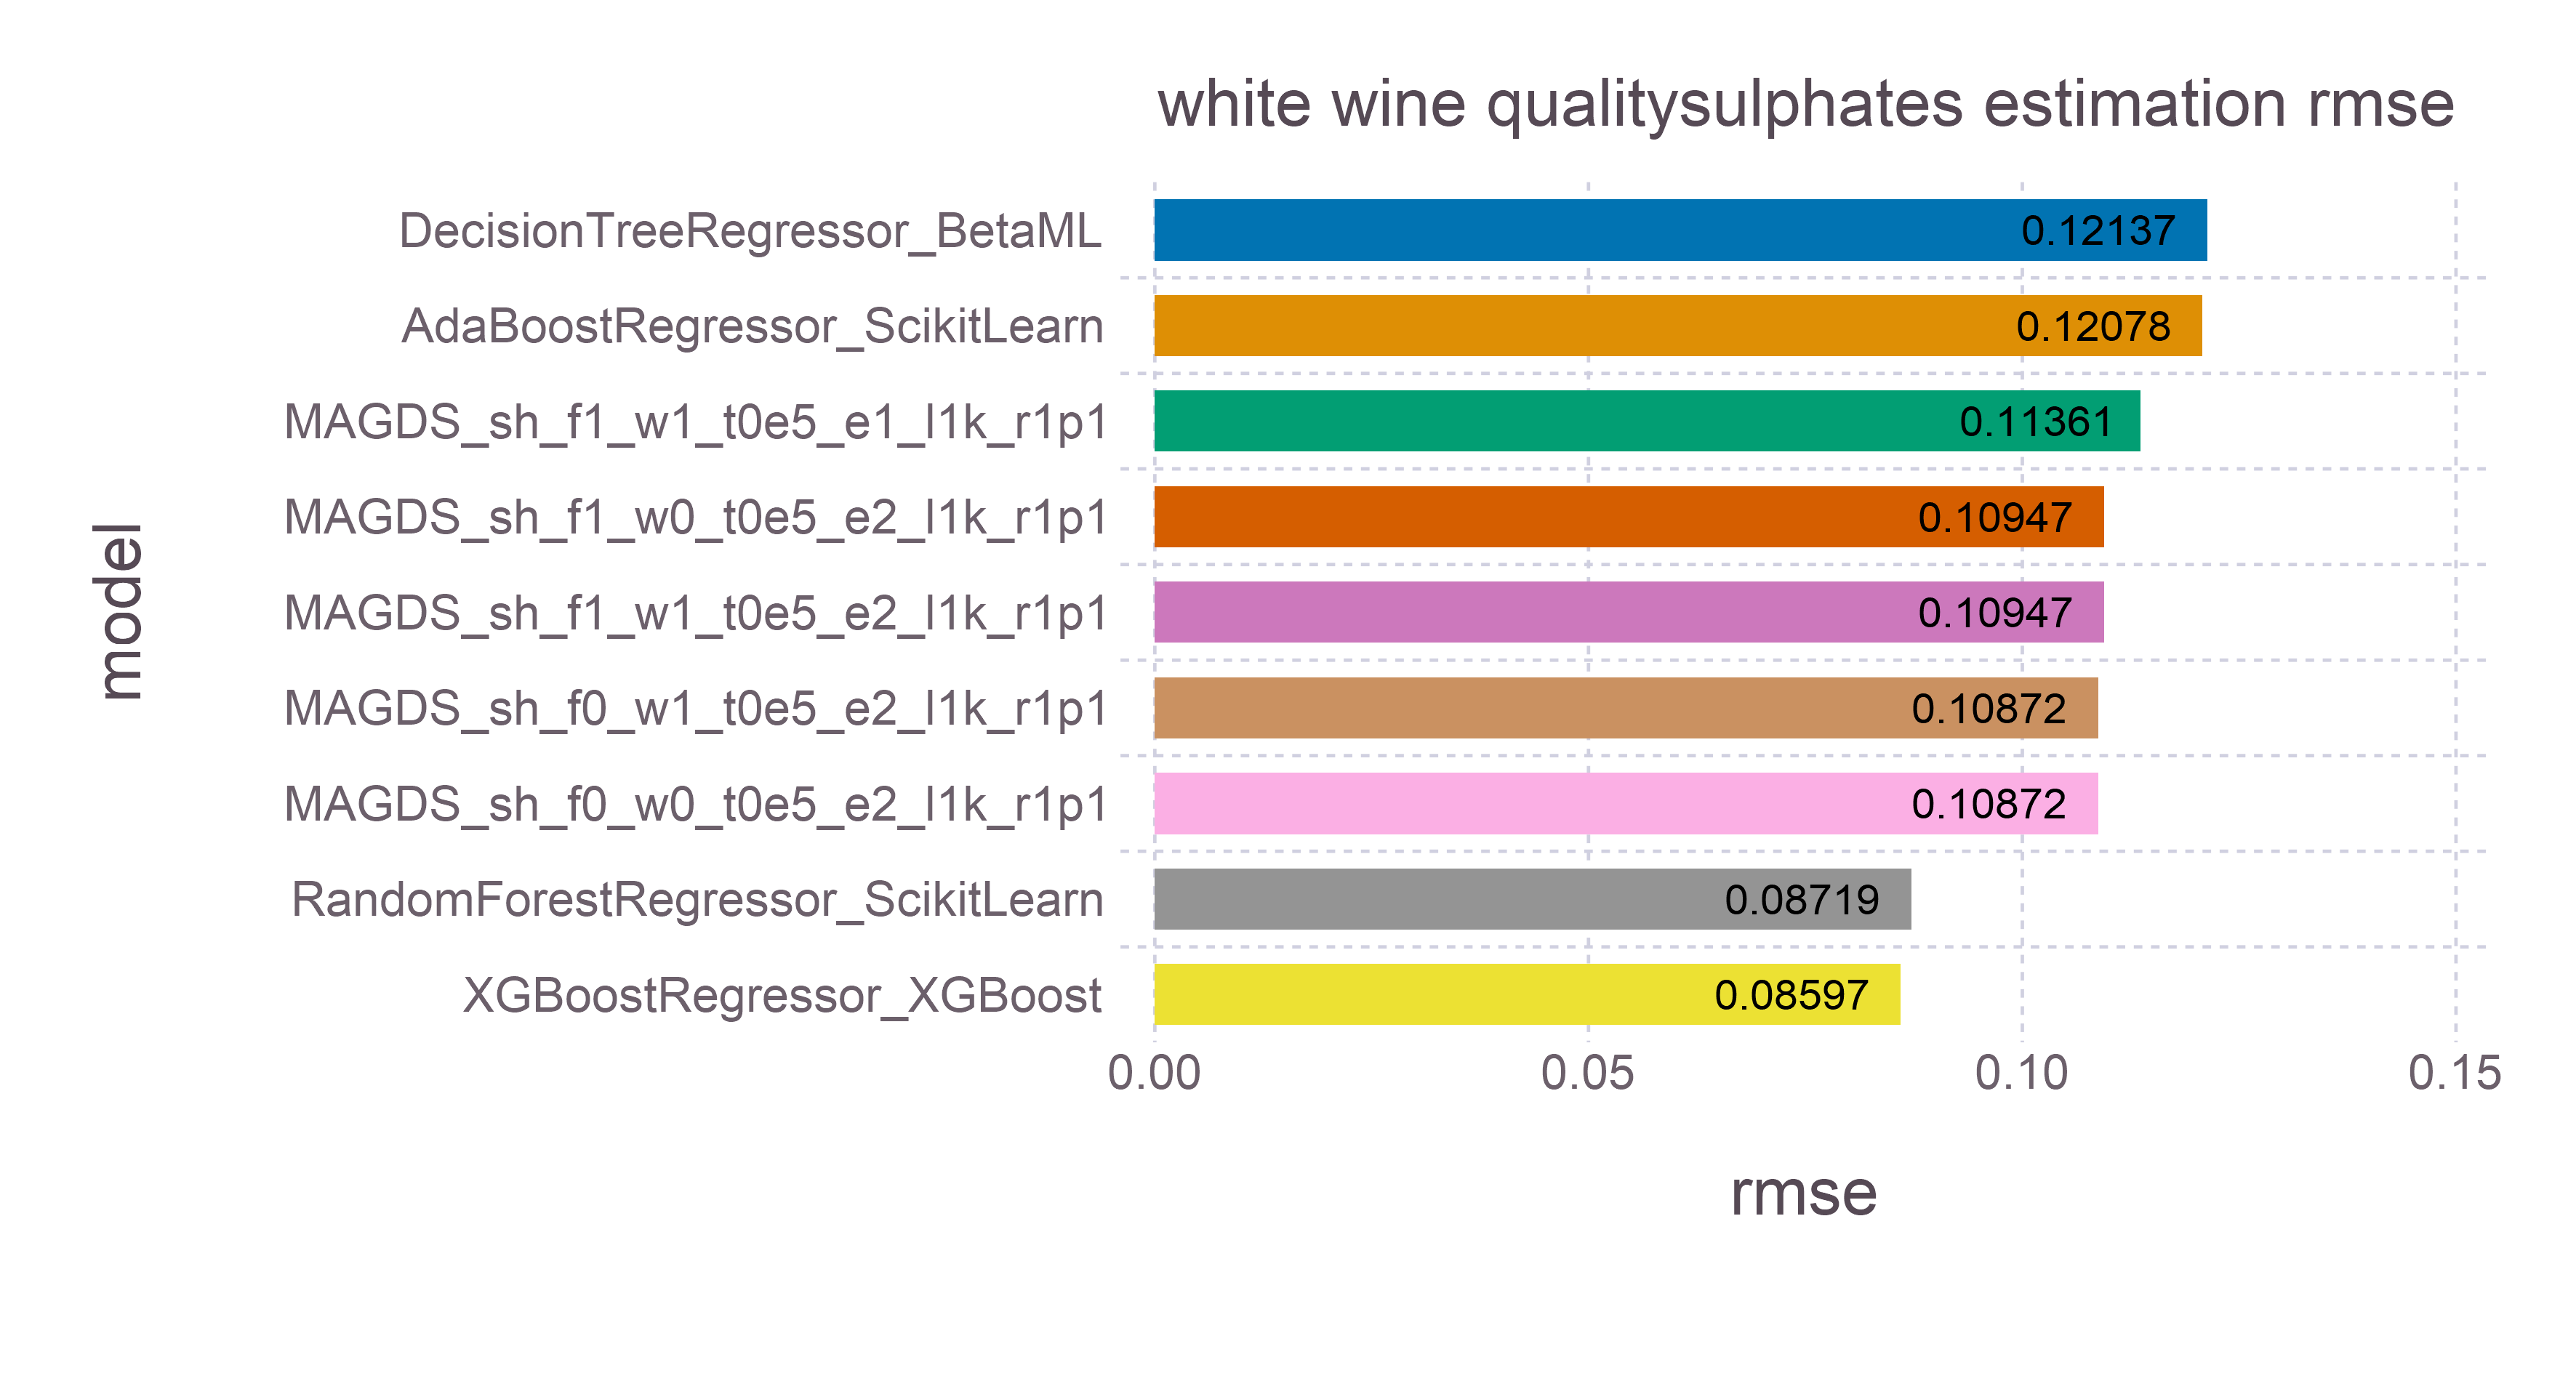 white wine qualitysulphates estimation rmse
model
DecisionTreeRegressor_BetaML 0.12137
AdaBoostRegressor_ScikitLearn 0.12078
MAGDS_sh_f1_w1_t0e5_e1_l1k_r1p1 0.11361
MAGDS_sh_f1_w0_t0e5_e2_l1k_r1p1 0.10947
MAGDS_sh_f1_w1_t0e5_e2_l1k_r1p1 0.10947
MAGDS_sh_f0_w1_t0e5_e2_l1k_r1p1 0.10872
MAGDS_sh_f0_w0_t0e5_e2_l1k_r1p1 0.10872
RandomForestRegressor_ScikitLearn 0.08719
XGBoostRegressor_XGBoost 0.08597
0.00 0.05 0.10 0.15
rmse